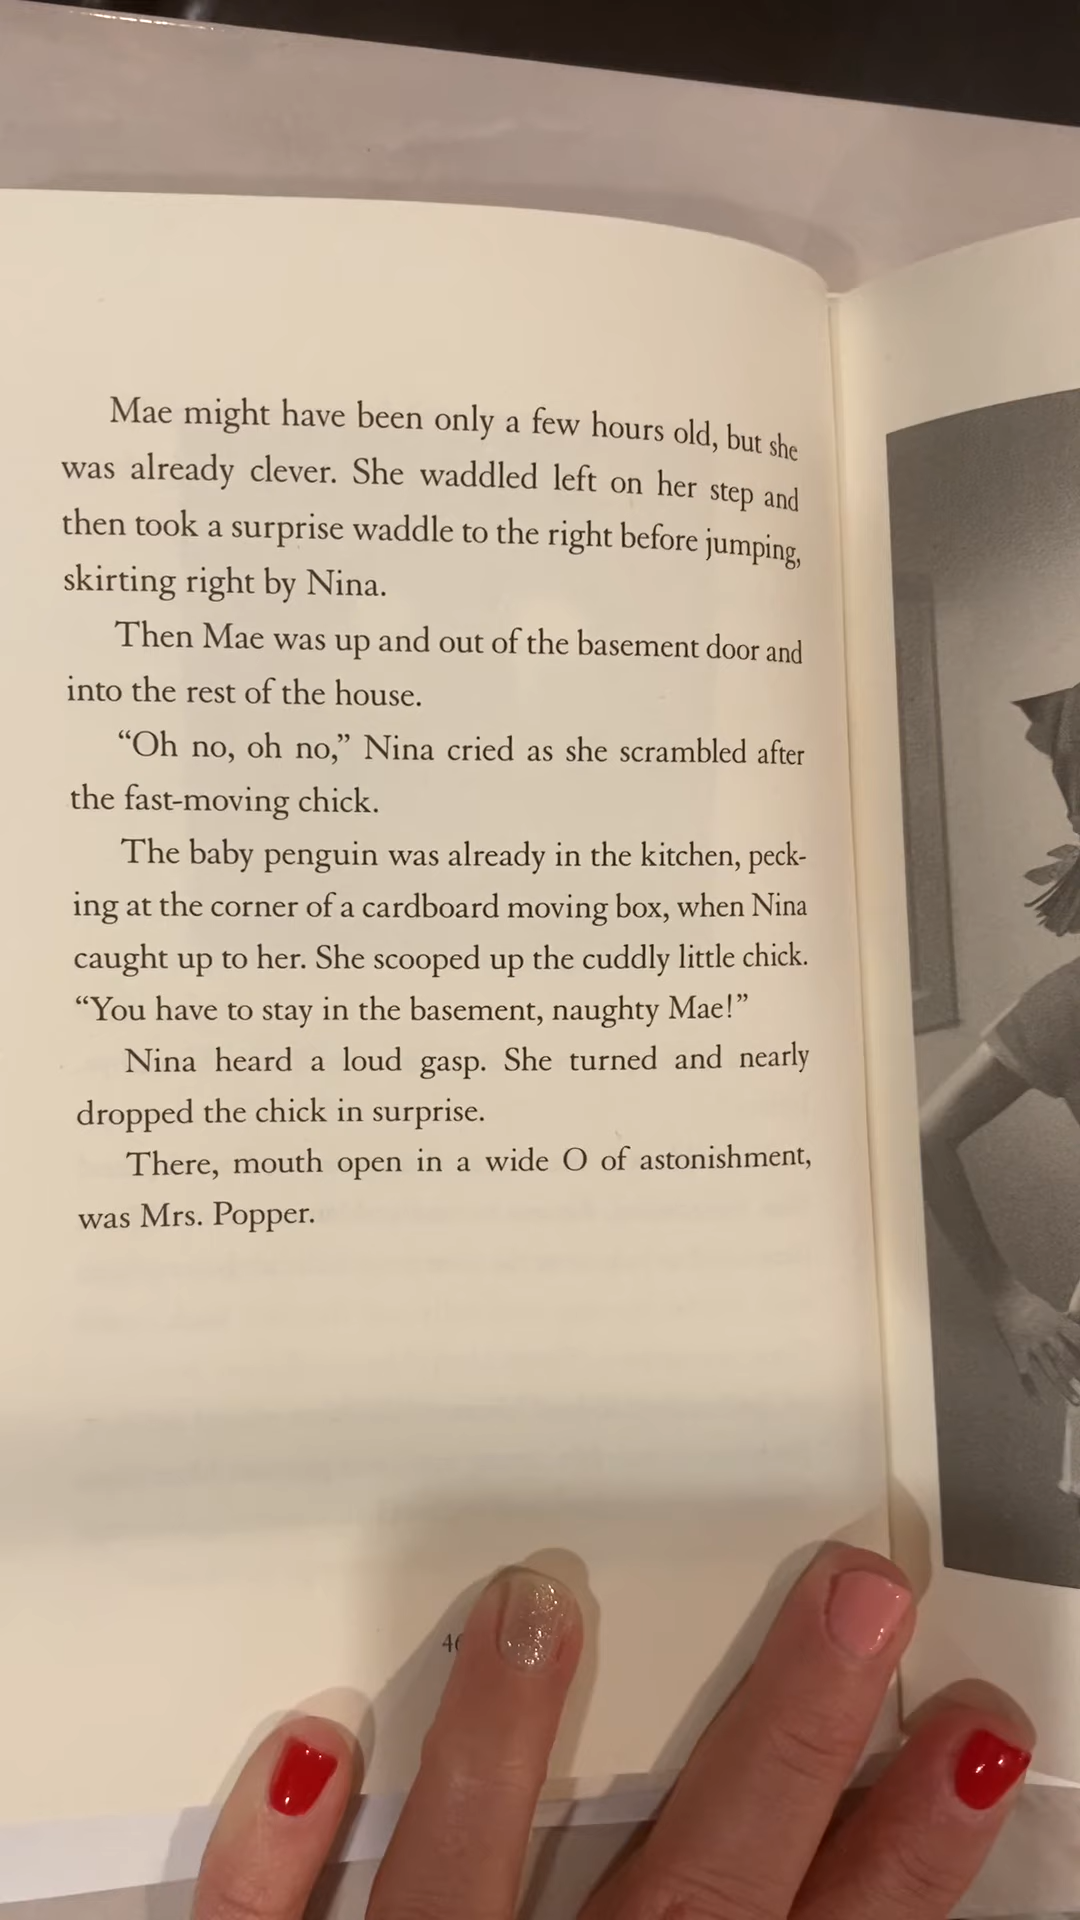 Mae might have been only a few hours old, but she
was already clever. She waddled left on her step and
then took a surprise waddle to the right before jumping,
skirting right by Nina.
Then Mae was up and out of the basement door and
into the rest of the house.
“Oh no, oh no,” Nina cried as she scrambled after
the fast-moving chick.
The baby penguin was already in the kitchen, peck-
ing at the corner of a cardboard moving box, when Nina
caught up to her. She scooped up the cuddly little chick.
“You have to stay in the basement, naughty Mae!”
Nina heard a loud gasp. She turned and nearly
dropped the chick in surprise.
There, mouth open in a wide O of astonishment,
was Mrs. Popper.